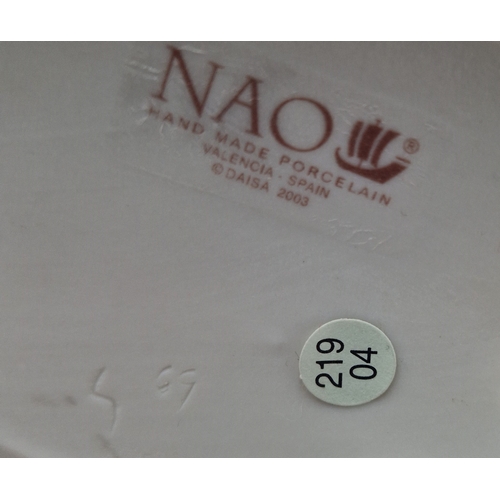 NAO ®
HAND MADE PORCELAIN
VALENCIA - SPAIN
© DAISA 2003
219
04